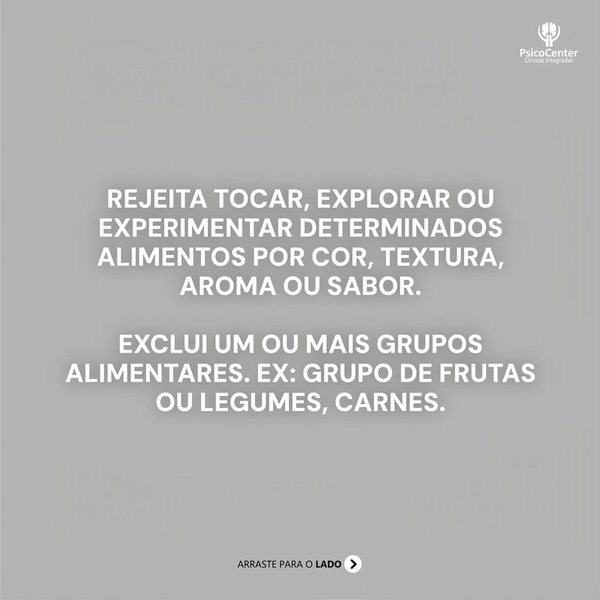 PsicoCenter
Clínicas Integradas
REJEITA TOCAR, EXPLORAR OU
EXPERIMENTAR DETERMINADOS
ALIMENTOS POR COR, TEXTURA,
AROMA OU SABOR.
EXCLUI UM OU MAIS GRUPOS
ALIMENTARES. EX: GRUPO DE FRUTAS
OU LEGUMES, CARNES.
ARRASTE PARA O LADO